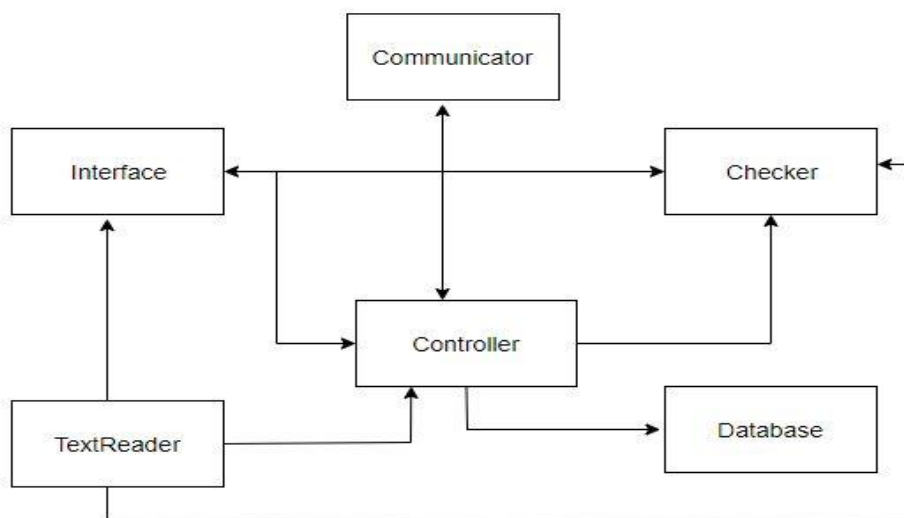 Communicator
Interface
Checker
Controller
TextReader
Database